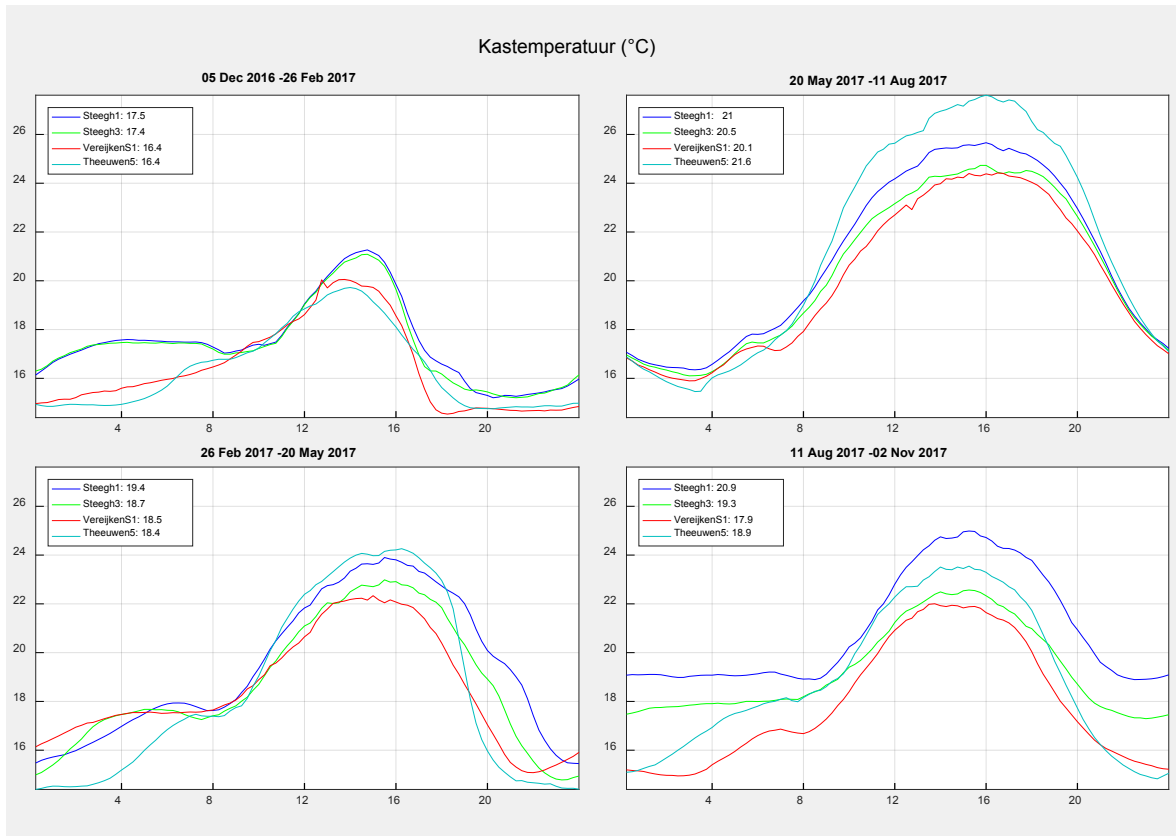 Kastemperatuur (°C)
05 Dec 2016 -26 Feb 2017
Steegh1: 17.5
Steegh3: 17.4
VereijkenS1: 16.4
Theeuwen5: 16.4
26
24
22
20
18
16
4 8 12 16 20
20 May 2017 -11 Aug 2017
Steegh1: 21
Steegh3: 20.5
VereijkenS1: 20.1
Theeuwen5: 21.6
26
24
22
20
18
16
4 8 12 16 20
26 Feb 2017 -20 May 2017
Steegh1: 19.4
Steegh3: 18.7
VereijkenS1: 18.5
Theeuwen5: 18.4
26
24
22
20
18
16
4 8 12 16 20
11 Aug 2017 -02 Nov 2017
Steegh1: 20.9
Steegh3: 19.3
VereijkenS1: 17.9
Theeuwen5: 18.9
26
24
22
20
18
16
4 8 12 16 20